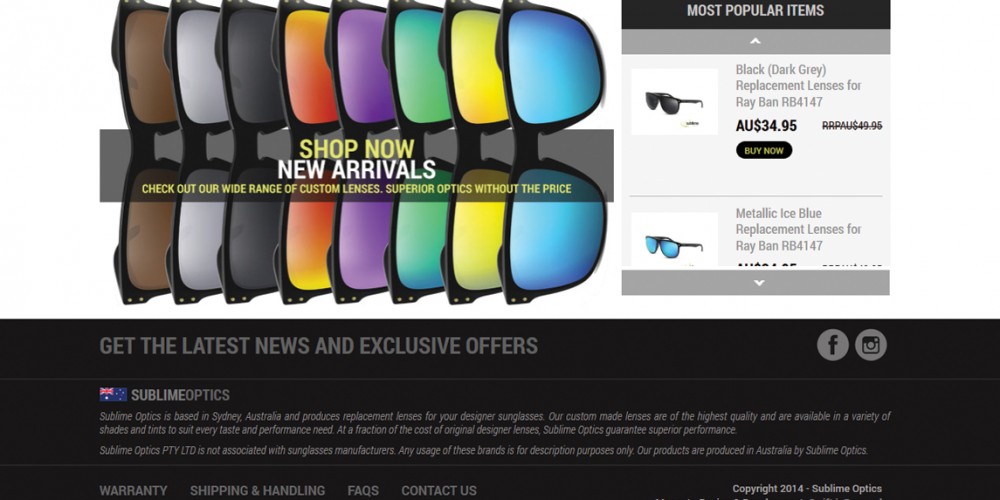 MOST POPULAR ITEMS
Black (Dark Grey)
Replacement Lenses for
Ray Ban RB4147
AU$34.95 RRPAU$49.95
BUY NOW
SHOP NOW
NEW ARRIVALS
CHECK OUT OUR WIDE RANGE OF CUSTOM LENSES. SUPERIOR OPTICS WITHOUT THE PRICE
Metallic Ice Blue
Replacement Lenses for
Ray Ban RB4147
GET THE LATEST NEWS AND EXCLUSIVE OFFERS
SUBLIMEOPTICS
Sublime Optics is based in Sydney, Australia and produces replacement lenses for your designer sunglasses. Our custom made lenses are of the highest quality and are available in a variety of
shades and tints to suit every taste and performance need. At a fraction of the cost of original designer lenses, Sublime Optics guarantee superior performance.
Sublime Optics PTY LTD is not associated with sunglasses manufacturers. Any usage of these brands is for description purposes only. Our products are produced in Australia by Sublime Optics.
WARRANTY SHIPPING & HANDLING FAQS CONTACT US
Copyright 2014 - Sublime Optics